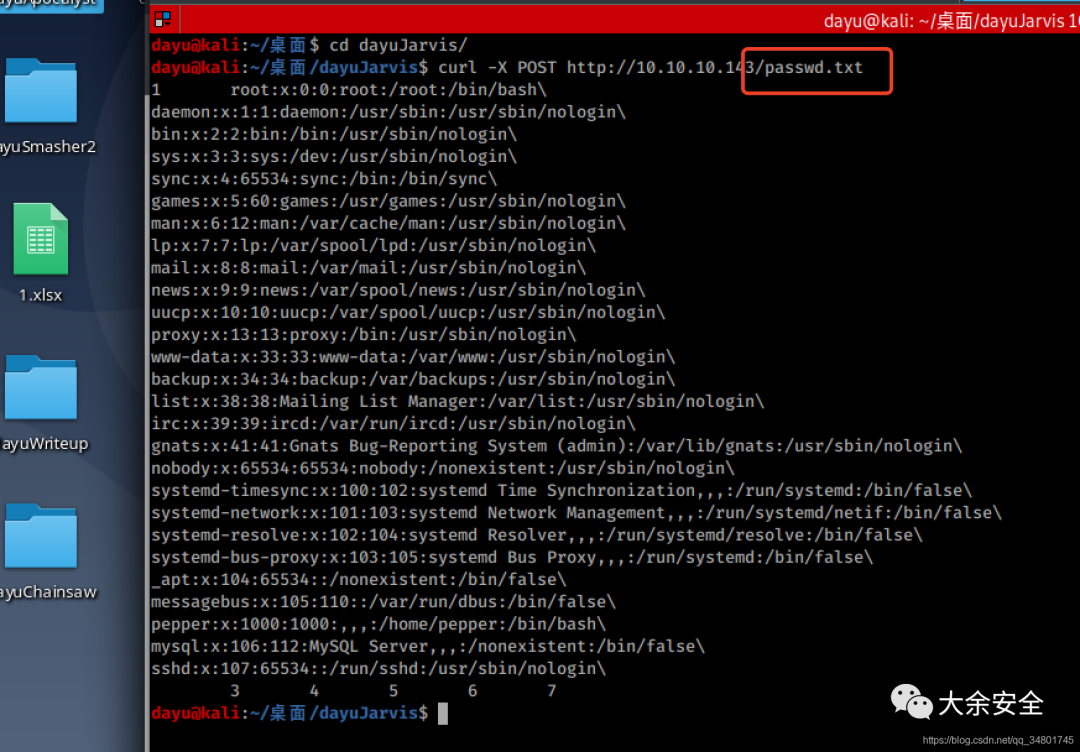 dayu@kali: ~/桌面/dayuJarvis
dayu@kali:~/桌面$ cd dayuJarvis/
dayu@kali:~/桌面/dayuJarvis$ curl -X POST http://10.10.10.143/passwd.txt
1       root:x:0:0:root:/root:/bin/bash\
daemon:x:1:1:daemon:/usr/sbin:/usr/sbin/nologin\
bin:x:2:2:bin:/bin:/usr/sbin/nologin\
sys:x:3:3:sys:/dev:/usr/sbin/nologin\
sync:x:4:65534:sync:/bin:/bin/sync\
games:x:5:60:games:/usr/games:/usr/sbin/nologin\
man:x:6:12:man:/var/cache/man:/usr/sbin/nologin\
lp:x:7:7:lp:/var/spool/lpd:/usr/sbin/nologin\
mail:x:8:8:mail:/var/mail:/usr/sbin/nologin\
news:x:9:9:news:/var/spool/news:/usr/sbin/nologin\
uucp:x:10:10:uucp:/var/spool/uucp:/usr/sbin/nologin\
proxy:x:13:13:proxy:/bin:/usr/sbin/nologin\
www-data:x:33:33:www-data:/var/www:/usr/sbin/nologin\
backup:x:34:34:backup:/var/backups:/usr/sbin/nologin\
list:x:38:38:Mailing List Manager:/var/list:/usr/sbin/nologin\
irc:x:39:39:ircd:/var/run/ircd:/usr/sbin/nologin\
gnats:x:41:41:Gnats Bug-Reporting System (admin):/var/lib/gnats:/usr/sbin/nologin\
nobody:x:65534:65534:nobody:/nonexistent:/usr/sbin/nologin\
systemd-timesync:x:100:102:systemd Time Synchronization,,,:/run/systemd:/bin/false\
systemd-network:x:101:103:systemd Network Management,,,:/run/systemd/netif:/bin/false\
systemd-resolve:x:102:104:systemd Resolver,,,:/run/systemd/resolve:/bin/false\
systemd-bus-proxy:x:103:105:systemd Bus Proxy,,,:/run/systemd:/bin/false\
_apt:x:104:65534::/nonexistent:/bin/false\
messagebus:x:105:110::/var/run/dbus:/bin/false\
pepper:x:1000:1000:,,,:/home/pepper:/bin/bash\
mysql:x:106:112:MySQL Server,,,:/nonexistent:/bin/false\
sshd:x:107:65534::/run/sshd:/usr/sbin/nologin\
        3       4       5       6       7
dayu@kali:~/桌面/dayuJarvis$
ayuSmasher2
1.xlsx
ayuWriteup
ayuChainsaw
大余安全
https://blog.csdn.net/qq_34801745